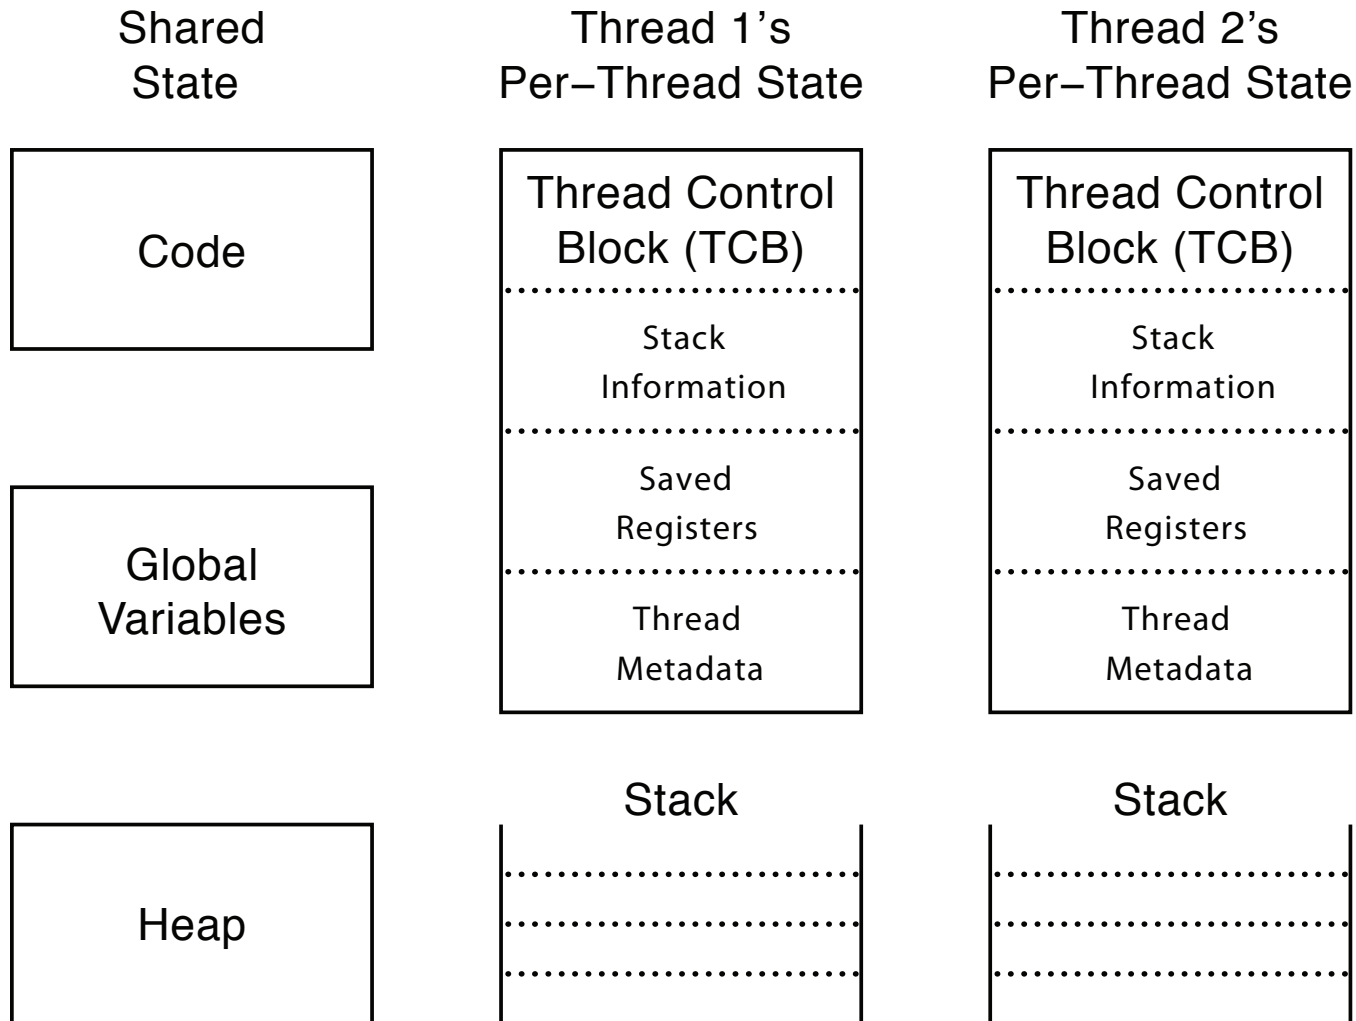 Shared
State
Code
Global
Variables
Heap
Thread 1's
Per–Thread State
Thread Control
Block (TCB)
Stack
Information
Saved
Registers
Thread
Metadata
Stack
Thread 2's
Per–Thread State
Thread Control
Block (TCB)
Stack
Information
Saved
Registers
Thread
Metadata
Stack